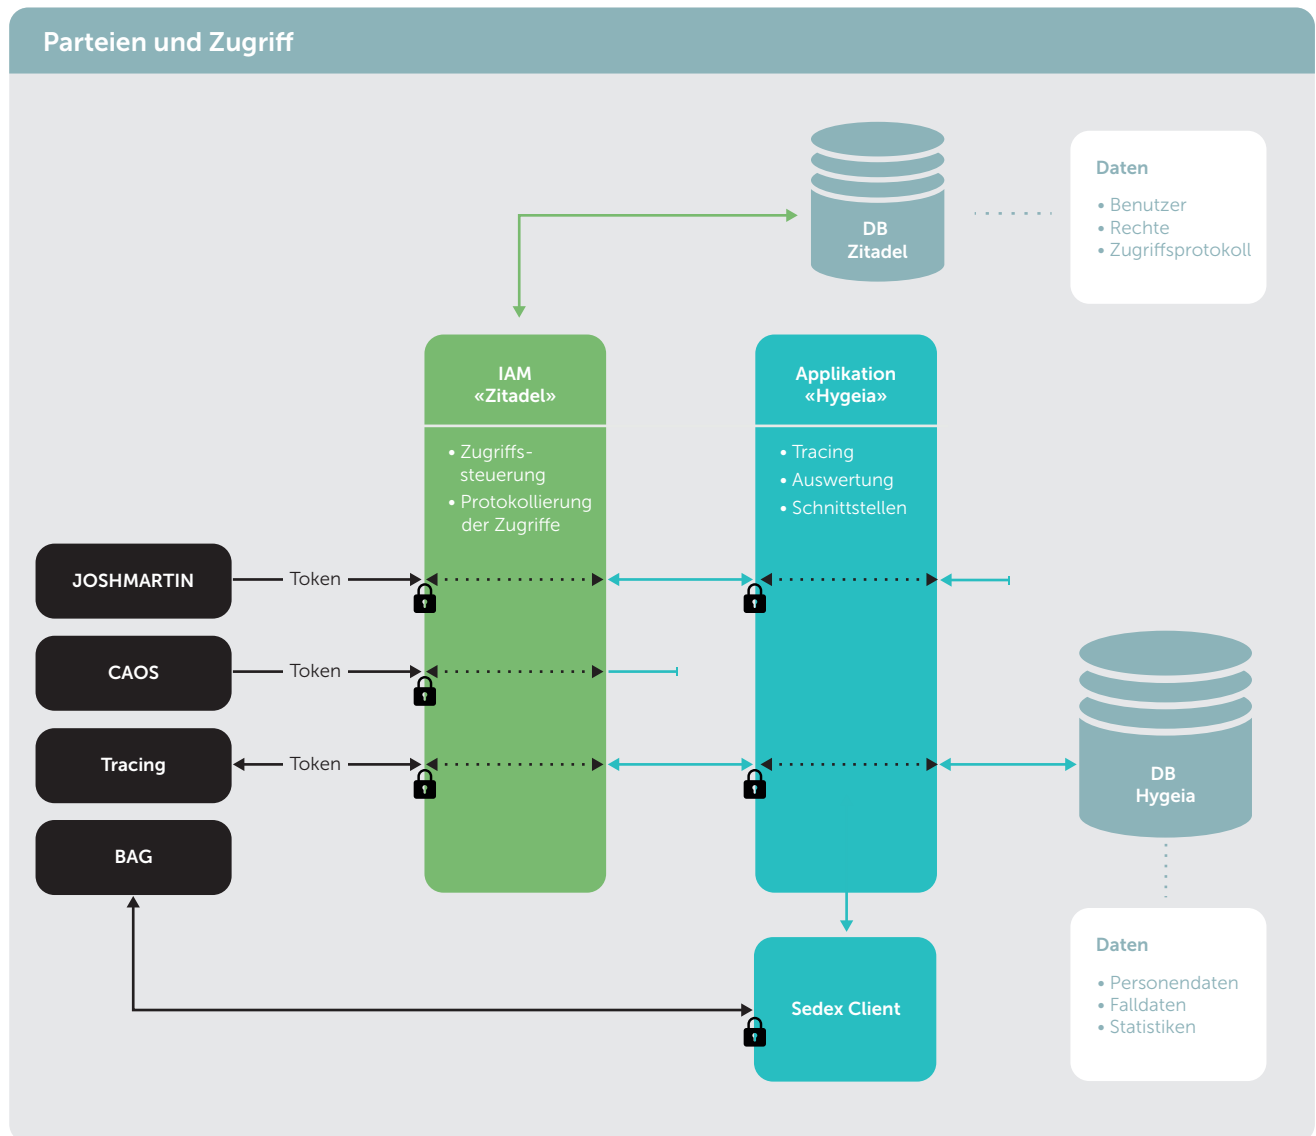 Parteien und Zugriff
DB
Zitadel
Daten
• Benutzer
• Rechte
• Zugriffsprotokoll
IAM
«Zitadel»
• Zugriffs-
steuerung
• Protokollierung
der Zugriffe
Applikation
«Hygeia»
• Tracing
• Auswertung
• Schnittstellen
JOSHMARTIN
Token
CAOS
Token
Tracing
Token
BAG
DB
Hygeia
Sedex Client
Daten
• Personendaten
• Falldaten
• Statistiken